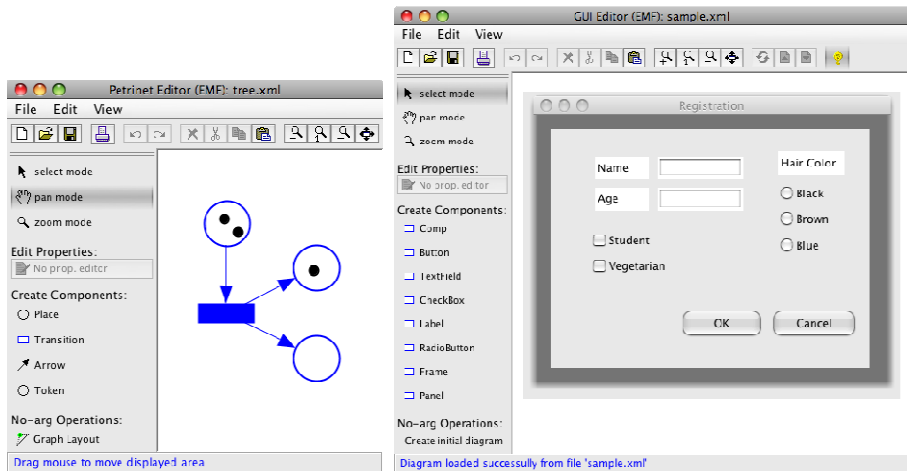 Petrinet Editor (EMF): tree.xml
File Edit View
select mode
pan mode
zoom mode
Edit Properties:
No prop. editor
Create Components:
Place
Transition
Arrow
Token
No-arg Operations:
Graph Layout
Drag mouse to move displayed area
GUI Editor (EMF): sample.xml
File Edit View
select mode
pan mode
zoom mode
Edit Properties:
No prop. editor
Create Components:
Comp
Button
TextField
CheckBox
Label
RadioButton
Frame
Panel
No-arg Operations:
Create initial diagram
Registration
Name
Age
Student
Vegetarian
Hair Color
Black
Brown
Blue
OK Cancel
Diagram loaded successully from file 'sample.xml'